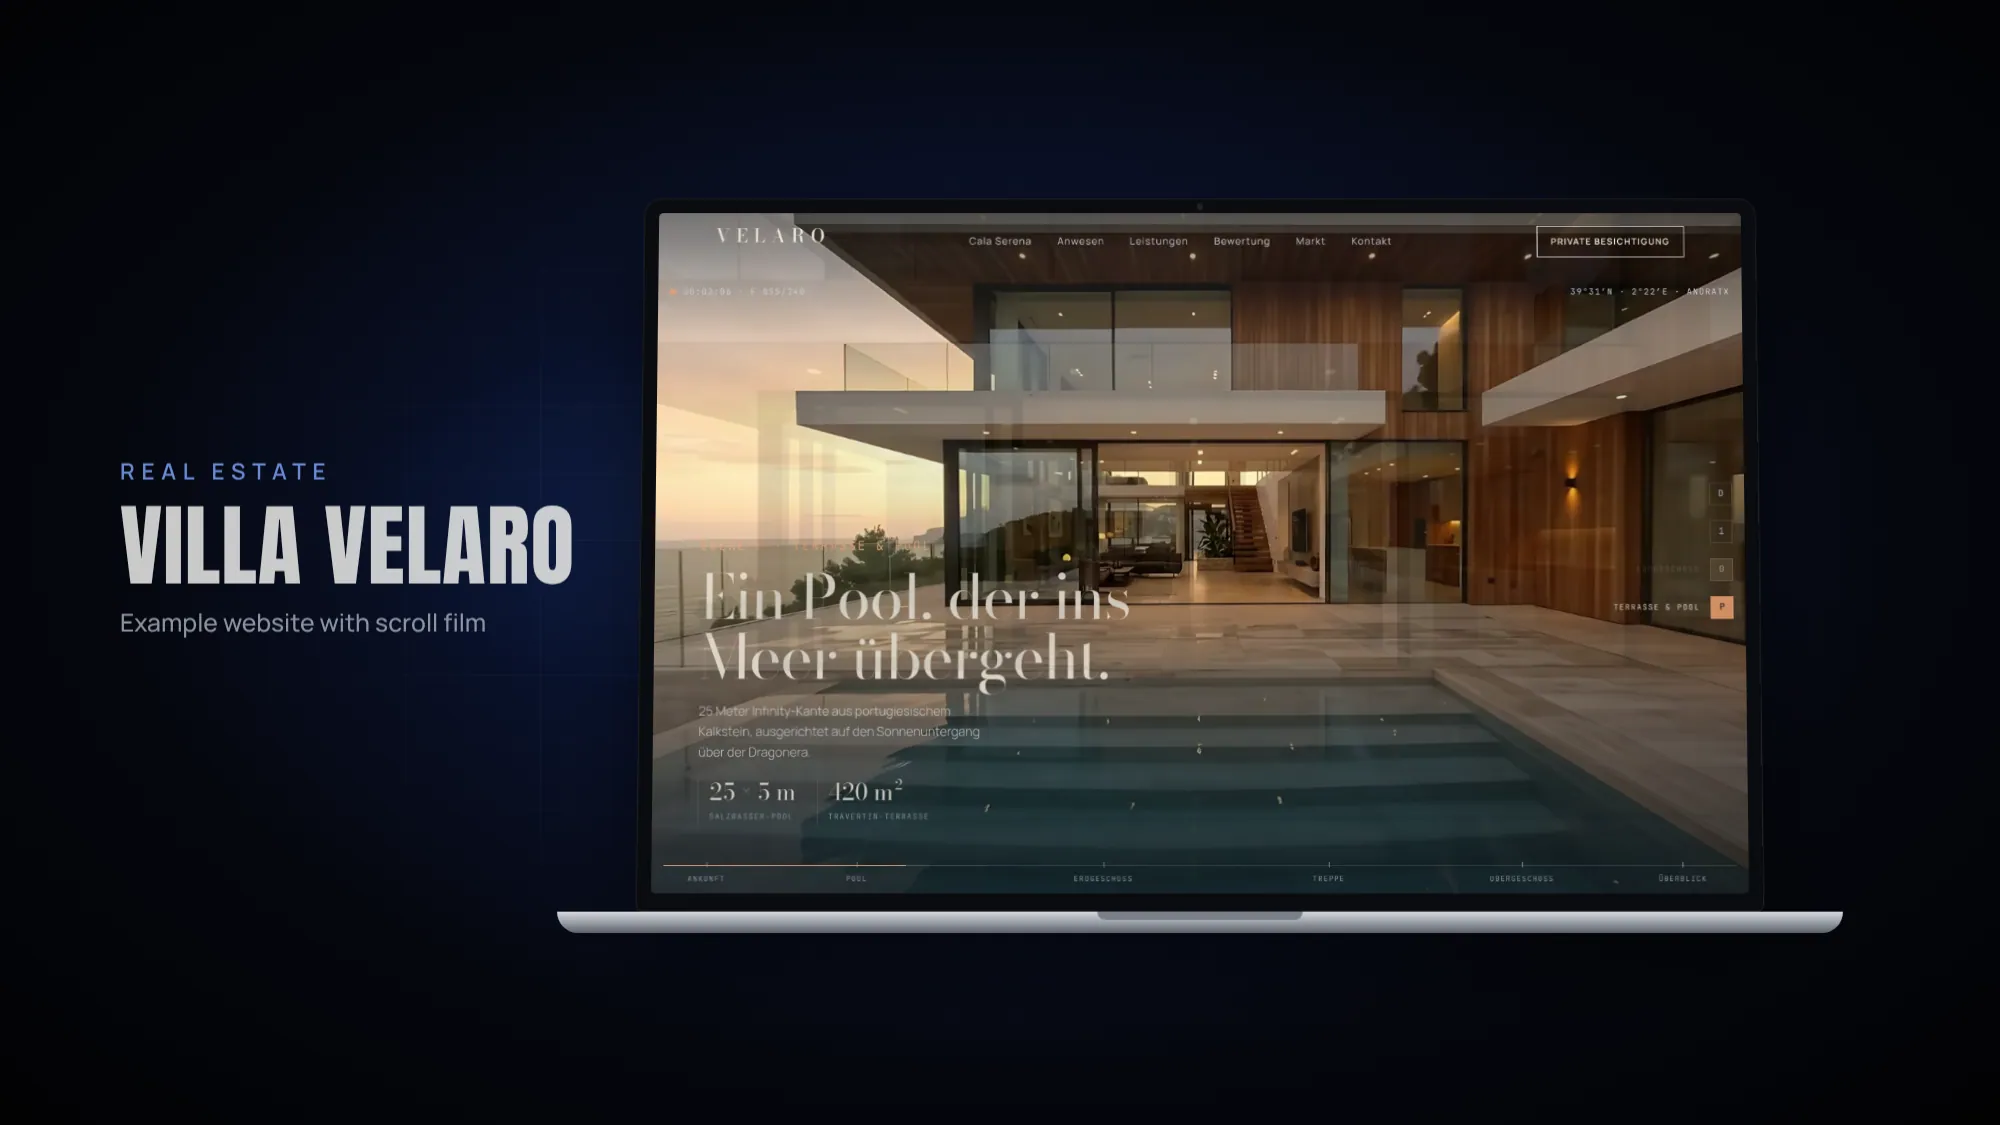 REAL ESTATE
VILLA VELARO
Example website with scroll film
VELARO
Cala Serena Anwesen Leistungen Bewertung Markt Kontakt
PRIVATE BESICHTIGUNG
39°31'N · 2°22'E · ANDRATX
D
1
0
TERRASSE & POOL P
Ein Pool, der ins
Meer übergeht.
25 Meter Infinity-Kante aus portugiesischem
Kalkstein, ausgerichtet auf den Sonnenuntergang
über der Dragonera.
25 × 5 m 420 m²
SALZWASSER-POOL TRAVERTIN-TERRASSE
ANKUNFT POOL ERDGESCHOSS TREPPE OBERGESCHOSS ÜBERBLICK